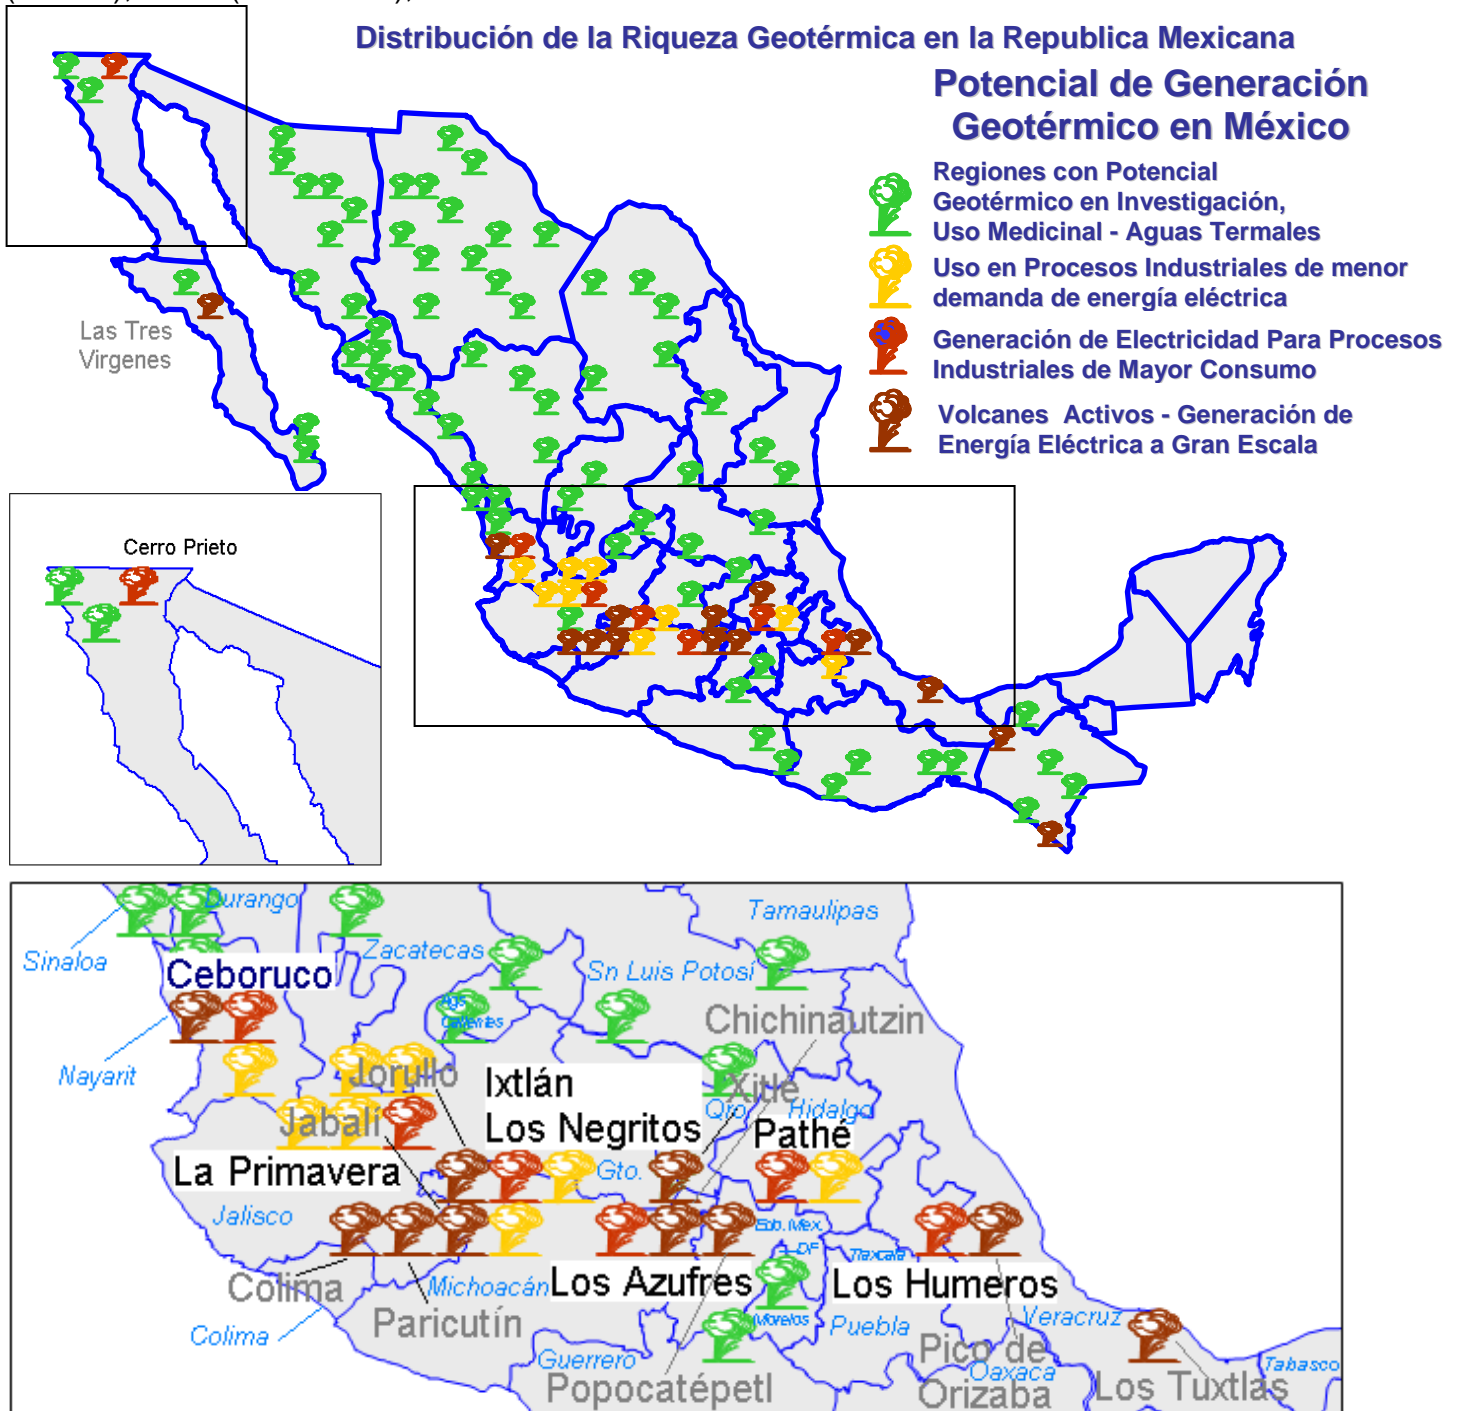 Distribución de la Riqueza Geotérmica en la Republica Mexicana
Potencial de Generación
Geotérmico en México
Regiones con Potencial
Geotérmico en Investigación,
Uso Medicinal - Aguas Termales
Uso en Procesos Industriales de menor
demanda de energía eléctrica
Generación de Electricidad Para Procesos
Industriales de Mayor Consumo
Volcanes Activos - Generación de
Energía Eléctrica a Gran Escala
Las Tres
Virgenes
Cerro Prieto
Durango
Tamaulipas
Sinaloa
Zacatecas
Sn Luis Potosí
Ceboruco
Ags
Calientes
Chichinautzin
Nayarit
Jorullo
Ixtlán
Los Negritos
Xitle
Qro
Hidalgo
Jabalí
Pathé
La Primavera
Gto.
Jalisco
Edo. Mex.
DF
Tlaxcala
Colima
Michoacán
Los Azufres
Los Humeros
Paricutín
Colima
Morelos
Puebla
Veracruz
Pico de
Orizaba
Guerrero
Oaxaca
Tabasco
Popocatépetl
Los Tuxtlas